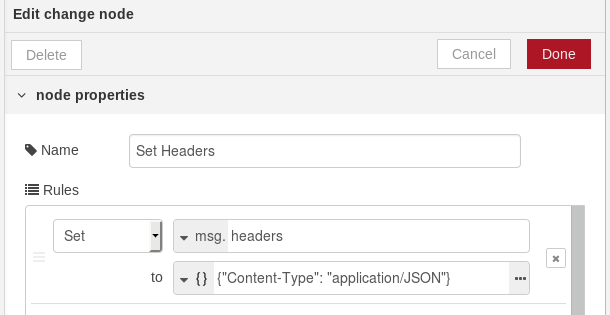 Edit change node
Delete
Cancel
Done
node properties
Name
Set Headers
Rules
Set
msg. headers
to
{} {"Content-Type": "application/JSON"}